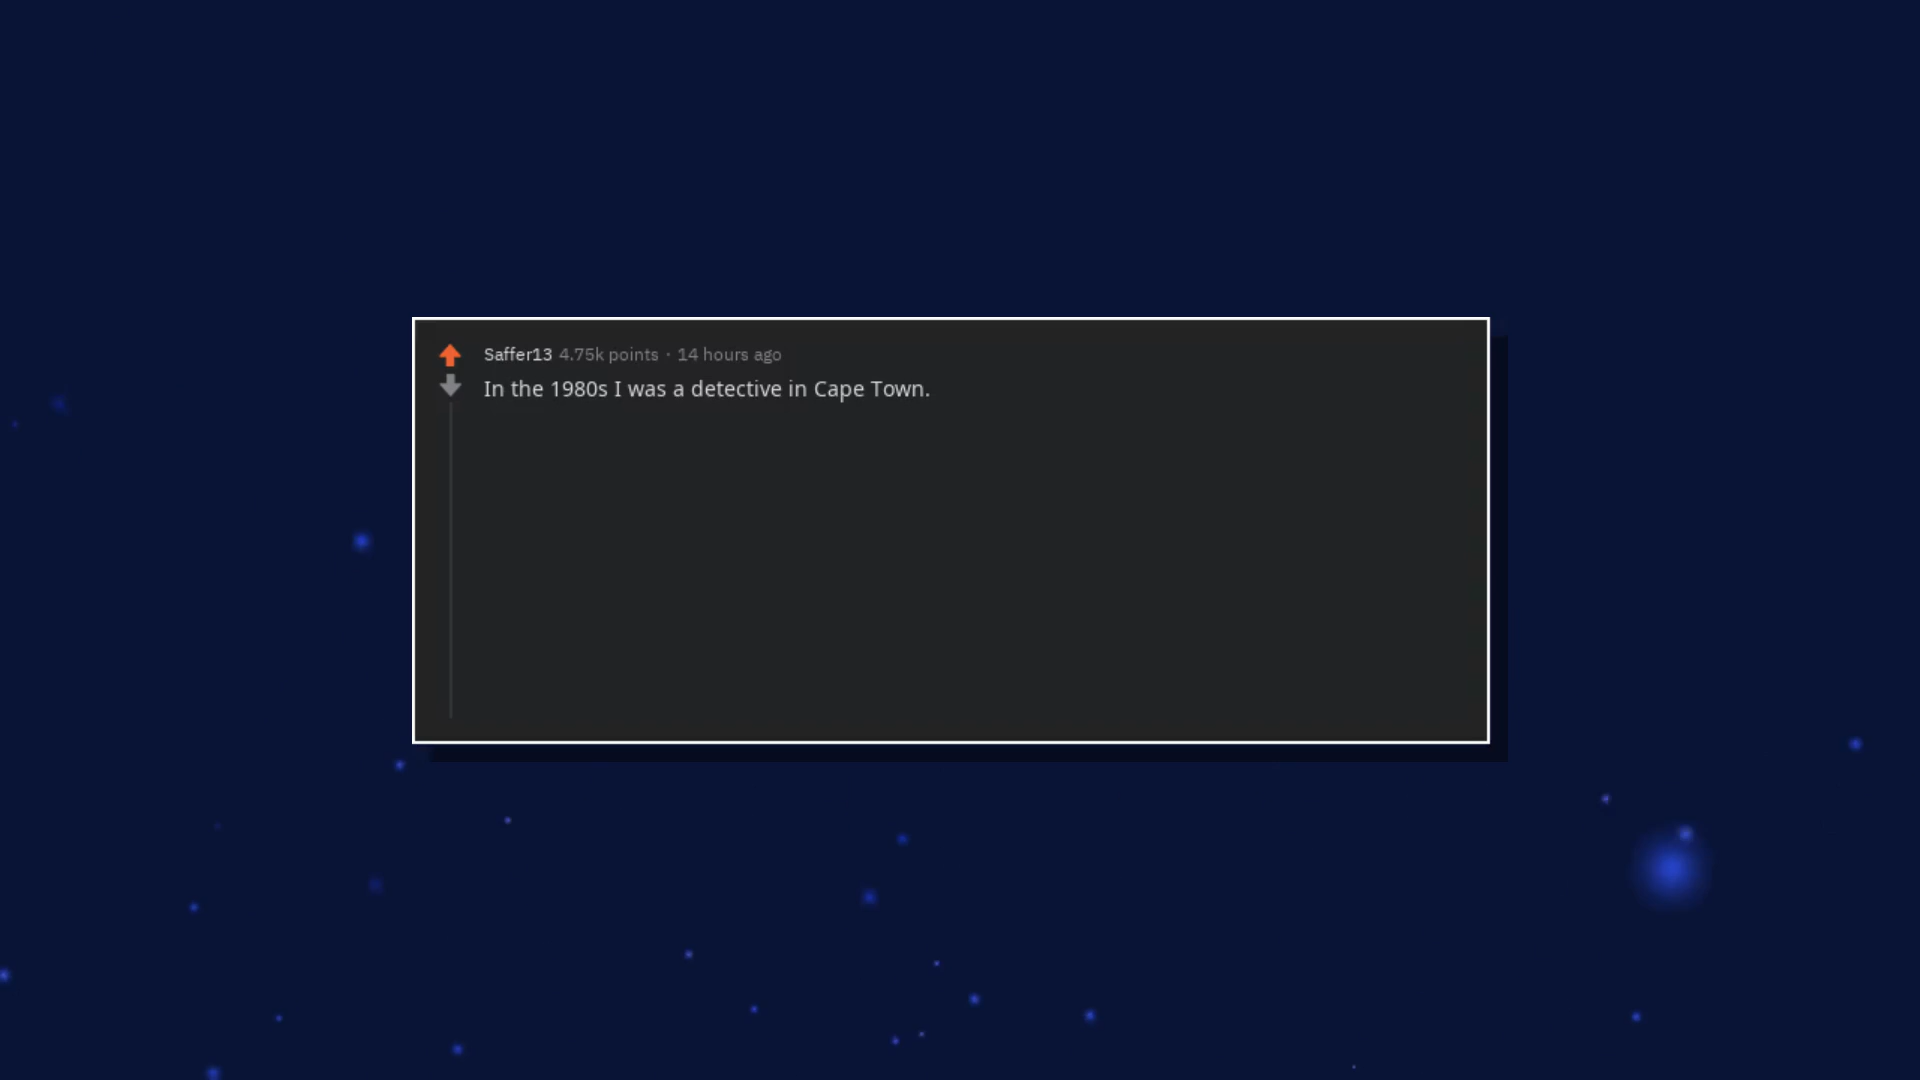 Saffer13 4.75k points · 14 hours ago
In the 1980s I was a detective in Cape Town.